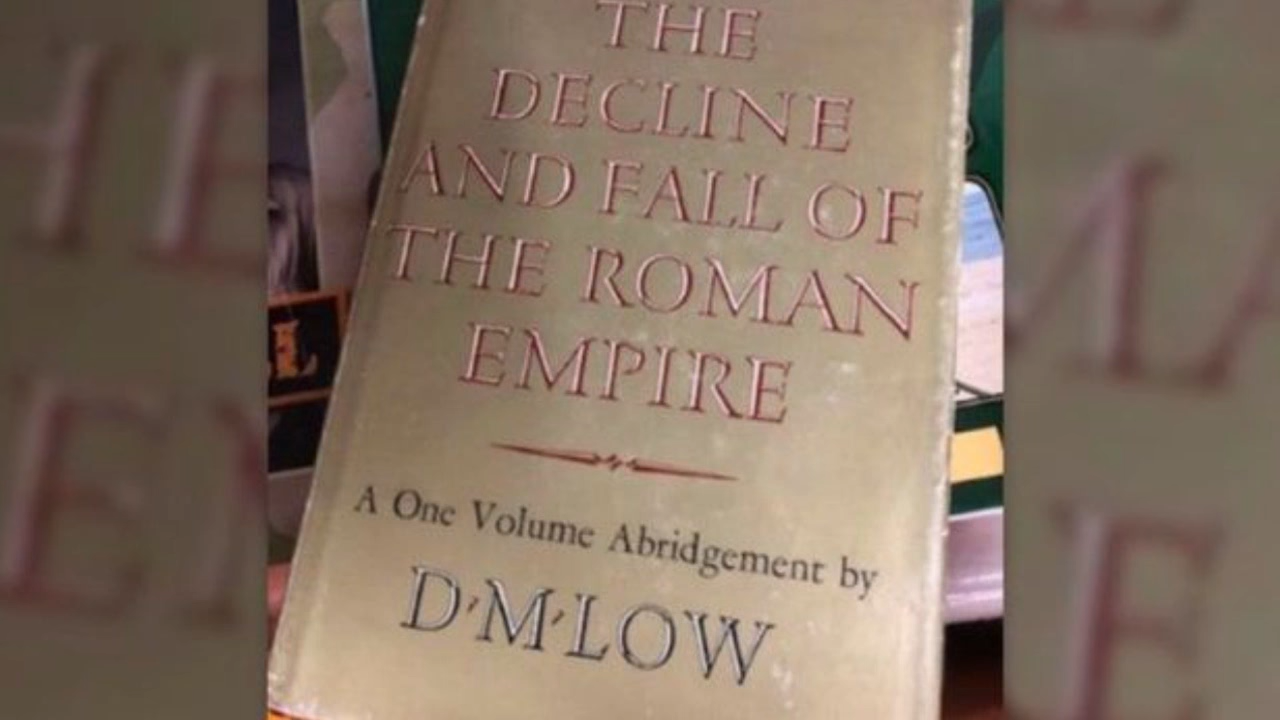 THE
DECLINE
AND FALL OF
THE ROMAN
EMPIRE
A One Volume Abridgement by
D·M·LOW